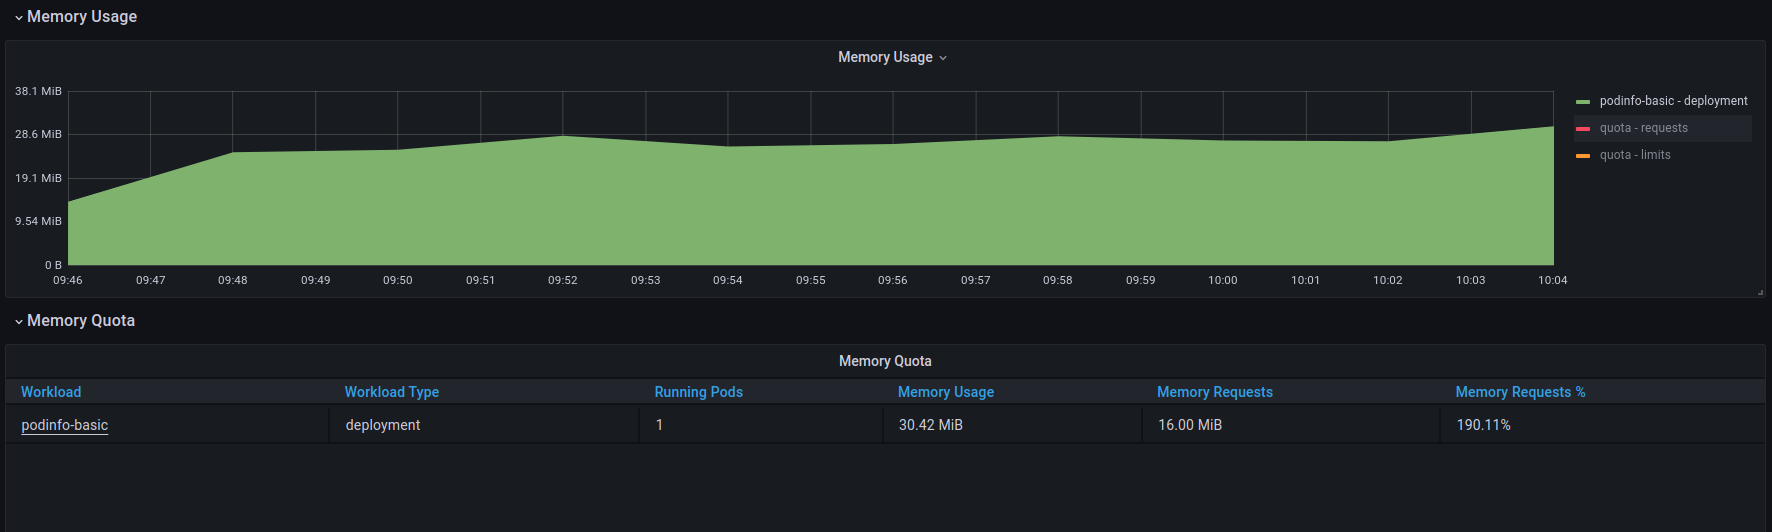 Memory Usage
Memory Usage
38.1 MiB
28.6 MiB
19.1 MiB
9.54 MiB
0 B
09:46 09:47 09:48 09:49 09:50 09:51 09:52 09:53 09:54 09:55 09:56 09:57 09:58 09:59 10:00 10:01 10:02 10:03 10:04
podinfo-basic - deployment
quota - requests
quota - limits
Memory Quota
Memory Quota
Workload Workload Type Running Pods Memory Usage Memory Requests Memory Requests %
podinfo-basic deployment 1 30.42 MiB 16.00 MiB 190.11%